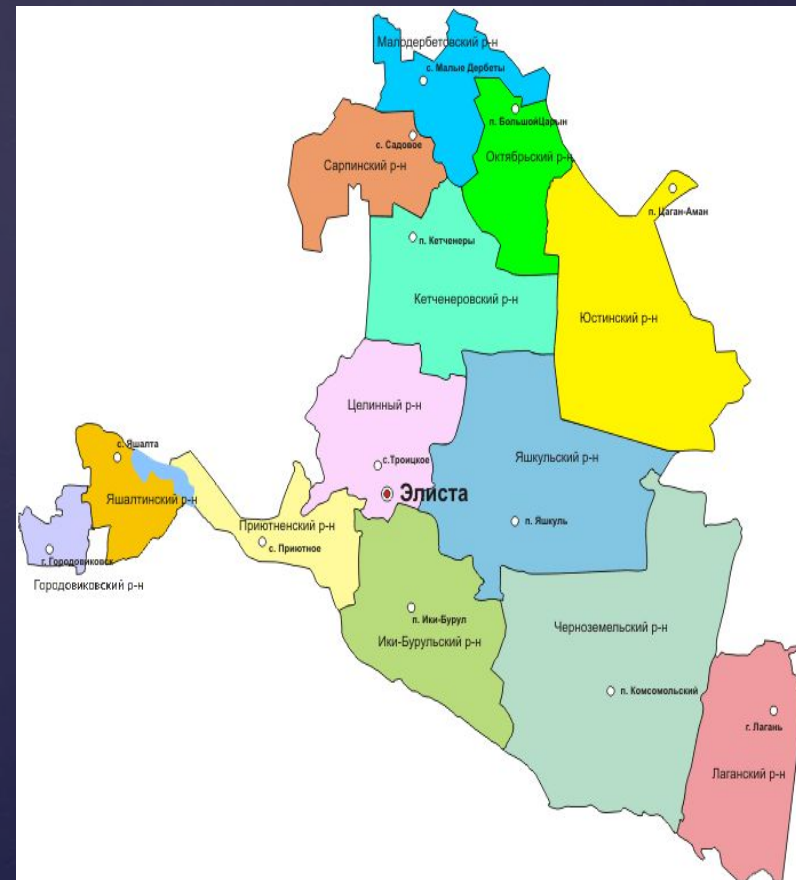 Малодербетовский р-н
с. Малые Дербеты
п. БольшойЦарын
с. Садовое
Октябрьский р-н
Сарпинский р-н
п. Цаган-Аман
п. Кетченеры
Кетченеровский р-н
Юстинский р-н
Целинный р-н
с. Яшалта
с.Троицкое
Яшкульский р-н
Элиста
Яшалтинский р-н
п. Яшкуль
Приютненский р-н
с. Приютное
г. Городовиковск
Городовиковский р-н
п. Ики-Бурул
Черноземельский р-н
Ики-Бурульский р-н
п. Комсомольский
г. Лагань
Лаганский р-н